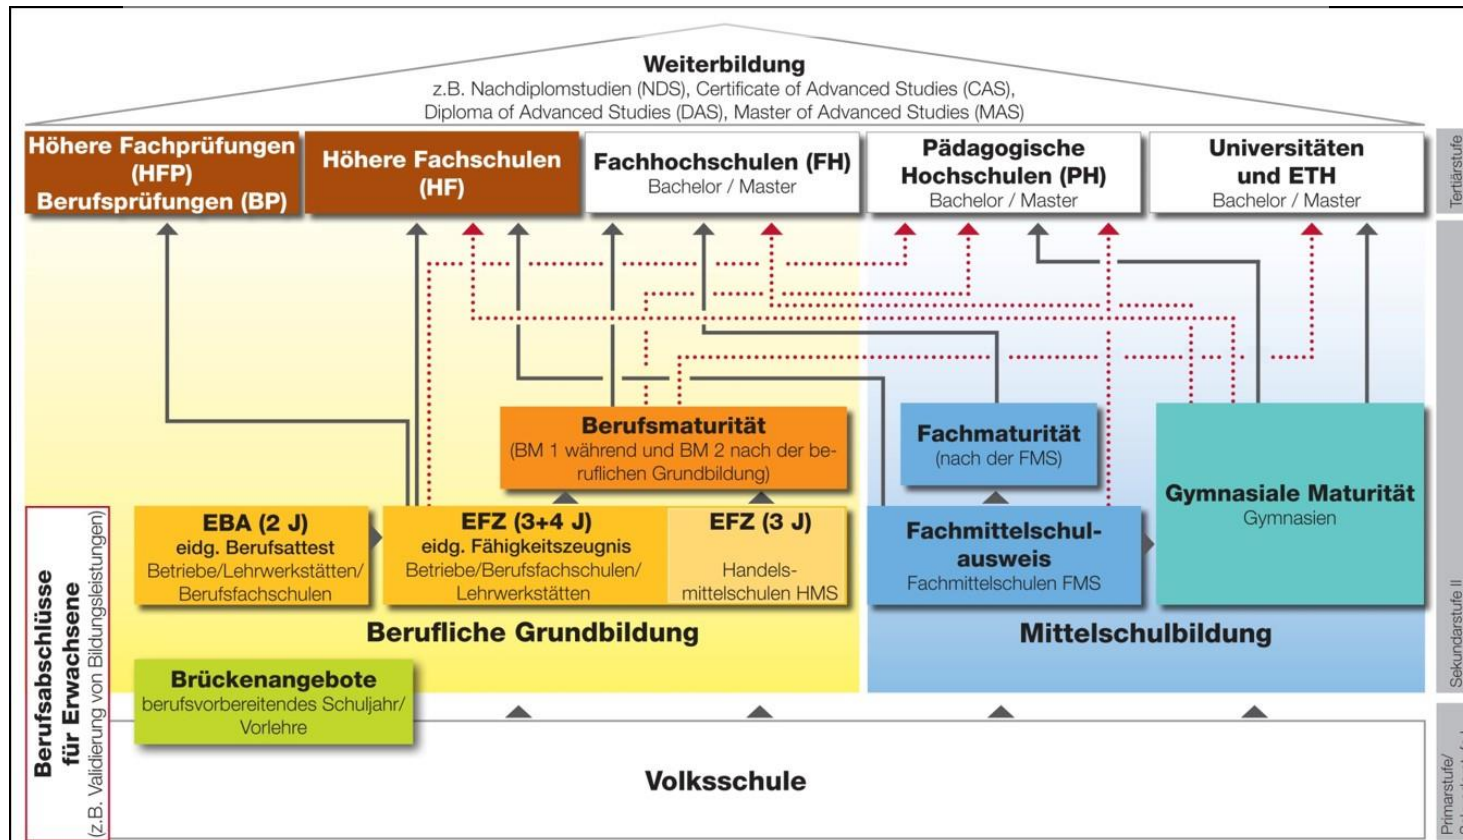 Weiterbildung
z.B. Nachdiplomstudien (NDS), Certificate of Advanced Studies (CAS),
Diploma of Advanced Studies (DAS), Master of Advanced Studies (MAS)
Höhere Fachprüfungen
(HFP)
Berufsprüfungen (BP)
Höhere Fachschulen
(HF)
Fachhochschulen (FH)
Bachelor / Master
Pädagogische
Hochschulen (PH)
Bachelor / Master
Universitäten
und ETH
Bachelor / Master
Tertiärstufe
Berufsmaturität
(BM 1 während und BM 2 nach der be-
ruflichen Grundbildung)
Fachmaturität
(nach der FMS)
Gymnasiale Maturität
Gymnasien
EBA (2 J)
eidg. Berufsattest
Betriebe/Lehrwerkstätten/
Berufsfachschulen
EFZ (3+4 J)
eidg. Fähigkeitszeugnis
Betriebe/Berufsfachschulen/
Lehrwerkstätten
EFZ (3 J)
Handels-
mittelschulen HMS
Fachmittelschul-
ausweis
Fachmittelschulen FMS
Berufliche Grundbildung
Mittelschulbildung
Sekundarstufe II
Berufsabschlüsse
für Erwachsene
(z.B. Validierung von Bildungsleistungen)
Brückenangebote
berufsvorbereitendes Schuljahr/
Vorlehre
Volksschule
Primarstufe/